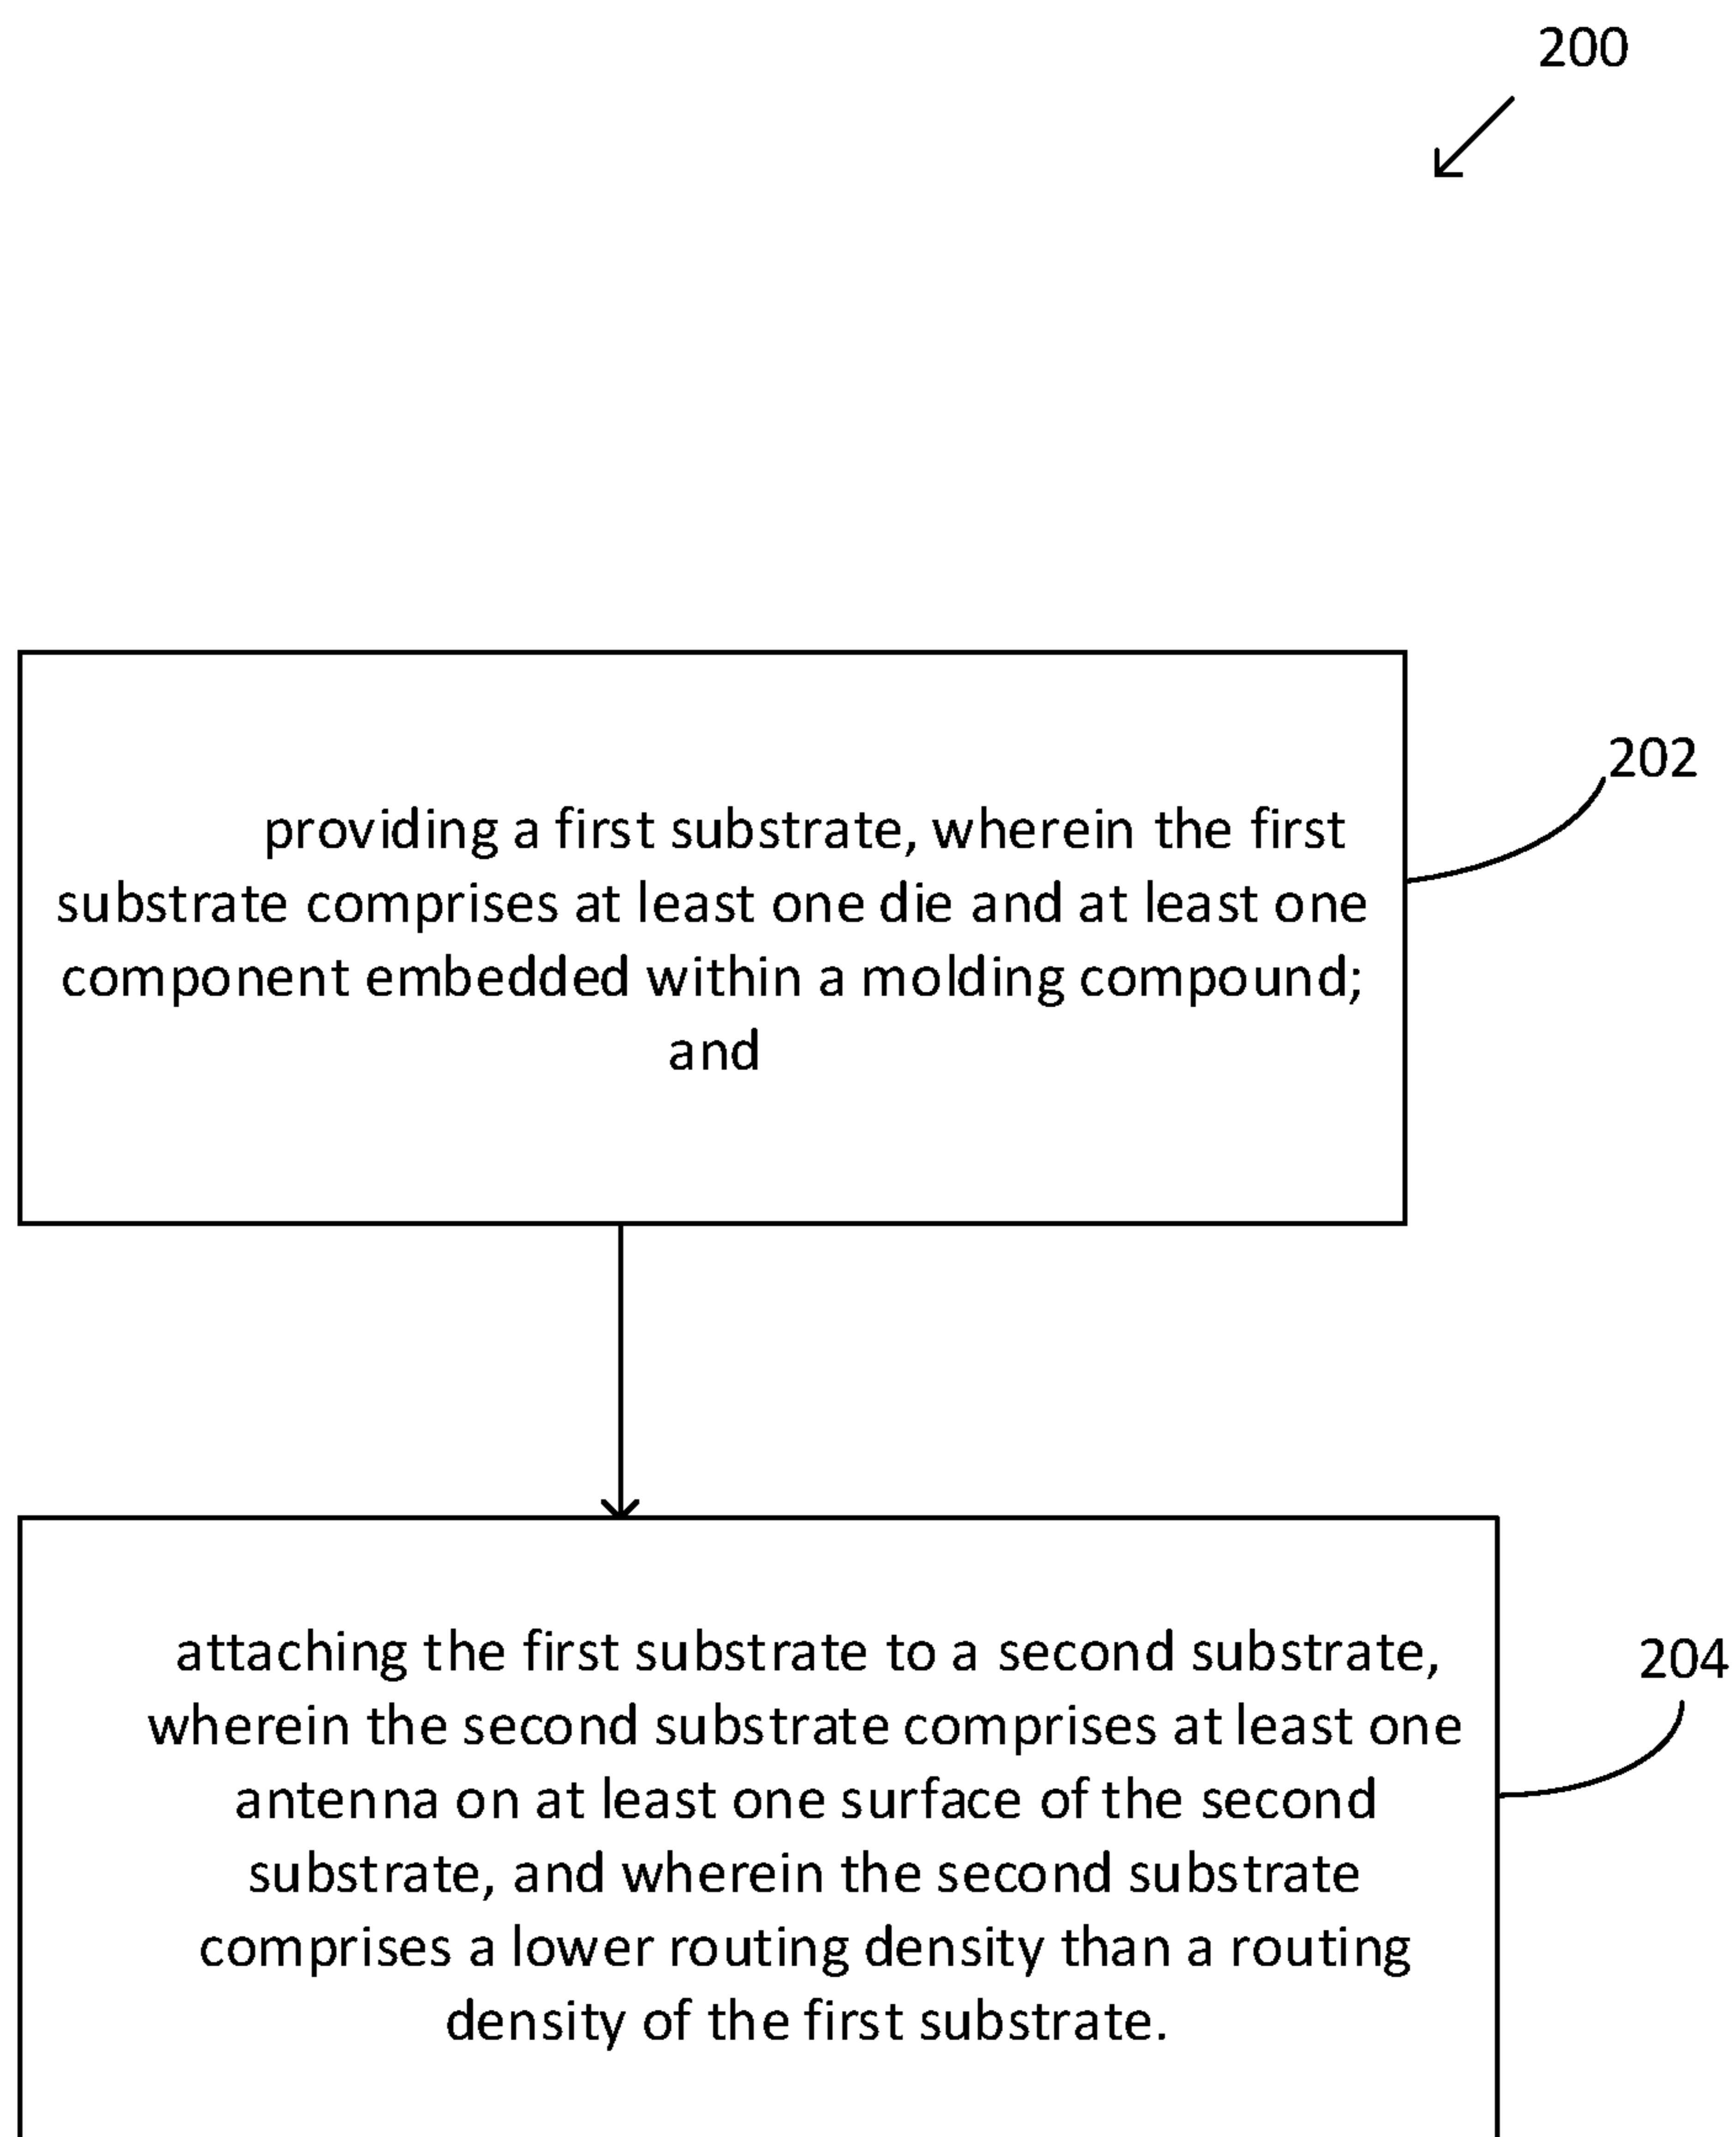 200
202
providing a first substrate, wherein the first
substrate comprises at least one die and at least one
component embedded within a molding compound;
and
204
attaching the first substrate to a second substrate,
wherein the second substrate comprises at least one
antenna on at least one surface of the second
substrate, and wherein the second substrate
comprises a lower routing density than a routing
density of the first substrate.